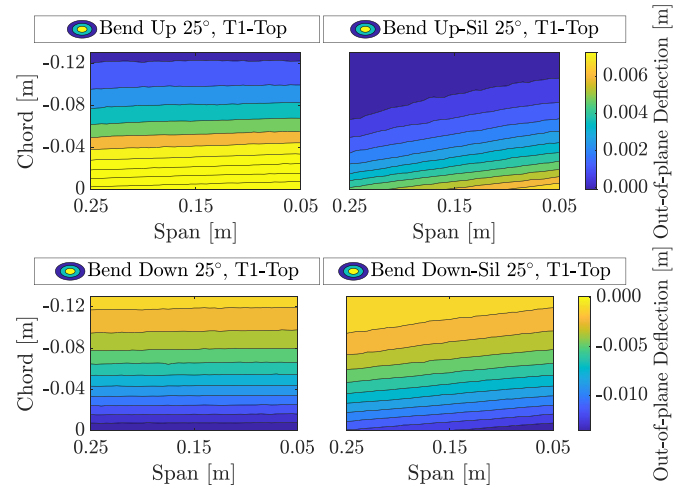 Bend Up 25°, T1-Top
Bend Up-Sil 25°, T1-Top
Chord [m]
-0.12
-0.08
-0.04
0
0.25
0.15
0.05
Span [m]
0.25
0.15
0.05
Span [m]
0.006
0.004
0.002
0.000
Out-of-plane Deflection [m]
Bend Down 25°, T1-Top
Bend Down-Sil 25°, T1-Top
Chord [m]
-0.12
-0.08
-0.04
0
0.25
0.15
0.05
Span [m]
0.25
0.15
0.05
Span [m]
0.000
-0.005
-0.010
Out-of-plane Deflection [m]